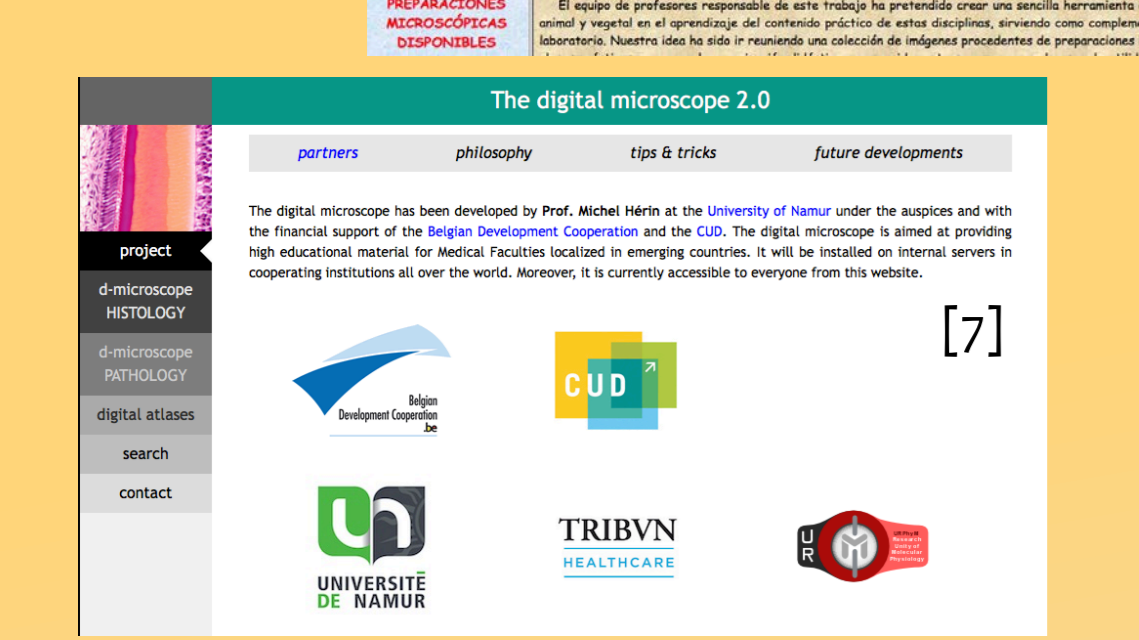 PREPARACIONES
MICROSCÓPICAS
DISPONIBLES
El equipo de profesores responsable de este trabajo ha pretendido crear una sencilla herramienta
animal y vegetal en el aprendizaje del contenido práctico de estas disciplinas, sirviendo como
laboratorio. Nuestra idea ha sido ir reuniendo una colección de imágenes procedentes de preparaciones
The digital microscope 2.0
partners philosophy tips & tricks future developments
The digital microscope has been developed by Prof. Michel Hérin at the University of Namur under the auspices and with
the financial support of the Belgian Development Cooperation and the CUD. The digital microscope is aimed at providing
high educational material for Medical Faculties localized in emerging countries. It will be installed on internal servers in
cooperating institutions all over the world. Moreover, it is currently accessible to everyone from this website.
project
d-microscope
HISTOLOGY
d-microscope
PATHOLOGY
digital atlases
search
contact
[7]
Belgian
Development Cooperation
.be
CUD
un
UNIVERSITÉ
DE NAMUR
TRIBVN
HEALTHCARE
UR
URPhyM
Research
Unity of
Molecular
Physiology